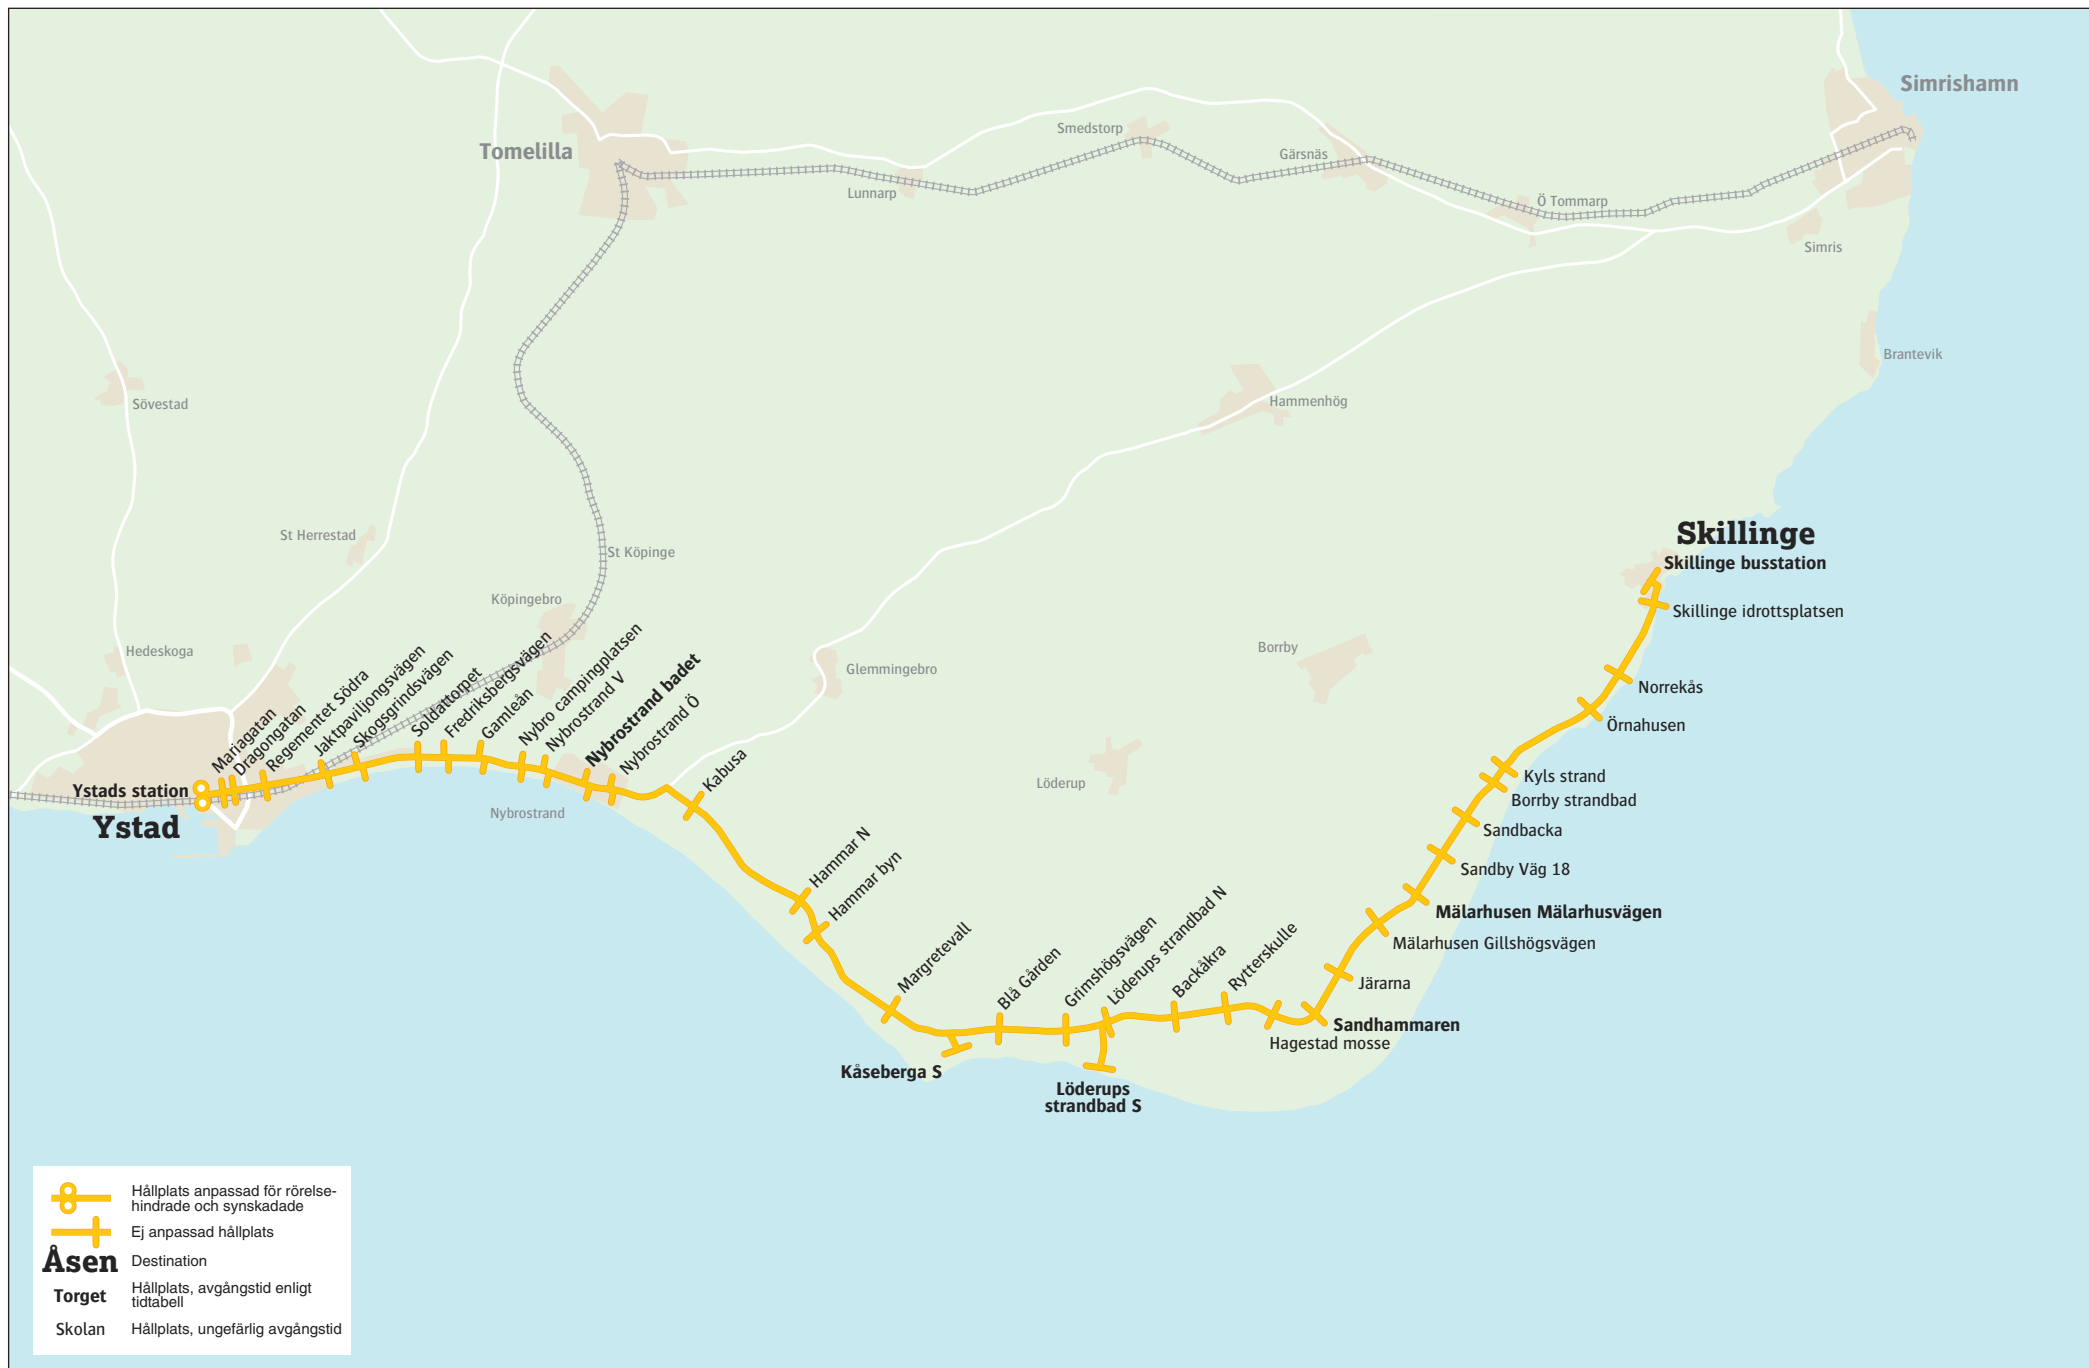 Simrishamn
Tomelilla
Smedstorp
Gärsnäs
Lunnarp
Ö Tommarp
Simris
Brantevik
Sövestad
Hammenhög
St Herrestad
St Köpinge
Skillinge
Skillinge busstation
Köpingebro
Skillinge idrottsplatsen
Hedeskoga
Glemmingebro
Borrby
Norrekås
Örnahusen
Mariagatan
Dragongatan
Regementet Södra
Jaktpaviljongsvägen
Skogsgrindsvägen
Soldattorpet
Fredriksbergsvägen
Gamleån
Nybro campingplatsen
Nybrostrand V
Nybrostrand badet
Nybrostrand Ö
Kabusa
Ystads station
Ystad
Nybrostrand
Löderup
Kyls strand
Borrby strandbad
Sandbacka
Sandby Väg 18
Hammar N
Hammar byn
Mälarhusen Mälarhusvägen
Mälarhusen Gillshögsvägen
Margretevall
Blå Gården
Grimshögsvägen
Löderups strandbad N
Backåkra
Rytterskulle
Järarna
Sandhammaren
Hagestad mosse
Kåseberga S
Löderups
strandbad S
Hållplats anpassad för rörelse-
hindrade och synskadade
Ej anpassad hållplats
Åsen Destination
Torget Hållplats, avgångstid enligt
tidtabell
Skolan Hållplats, ungefärlig avgångstid